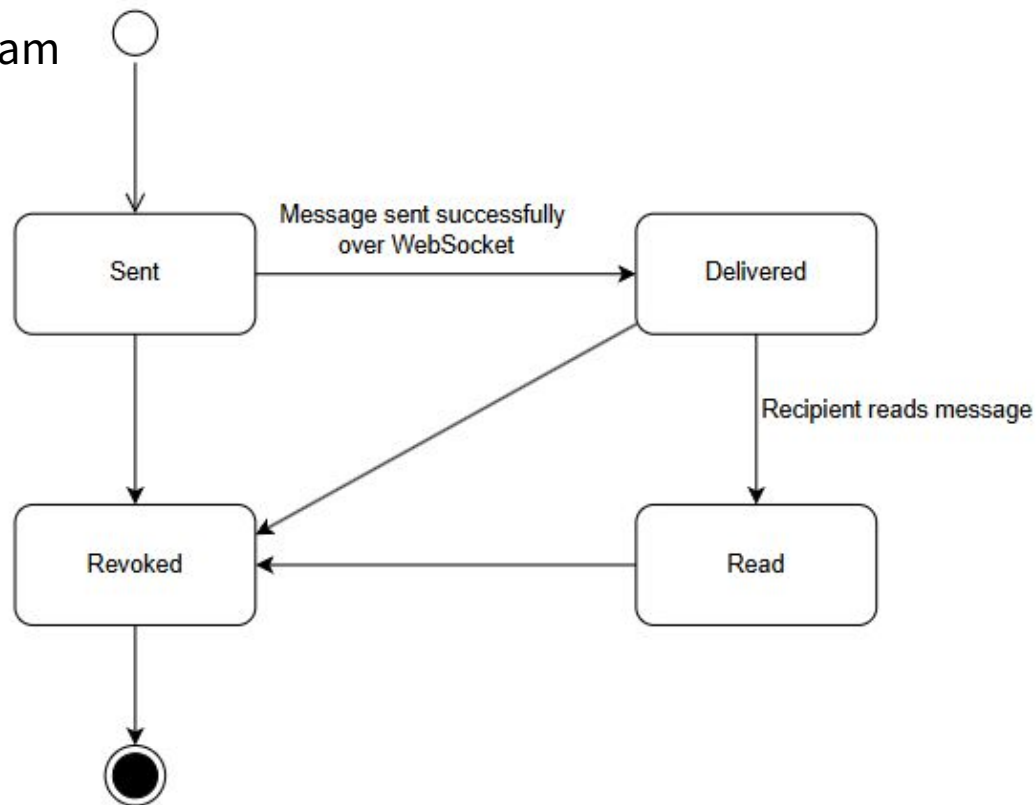 am
Message sent successfully
over WebSocket
Sent
Delivered
Recipient reads message
Revoked
Read